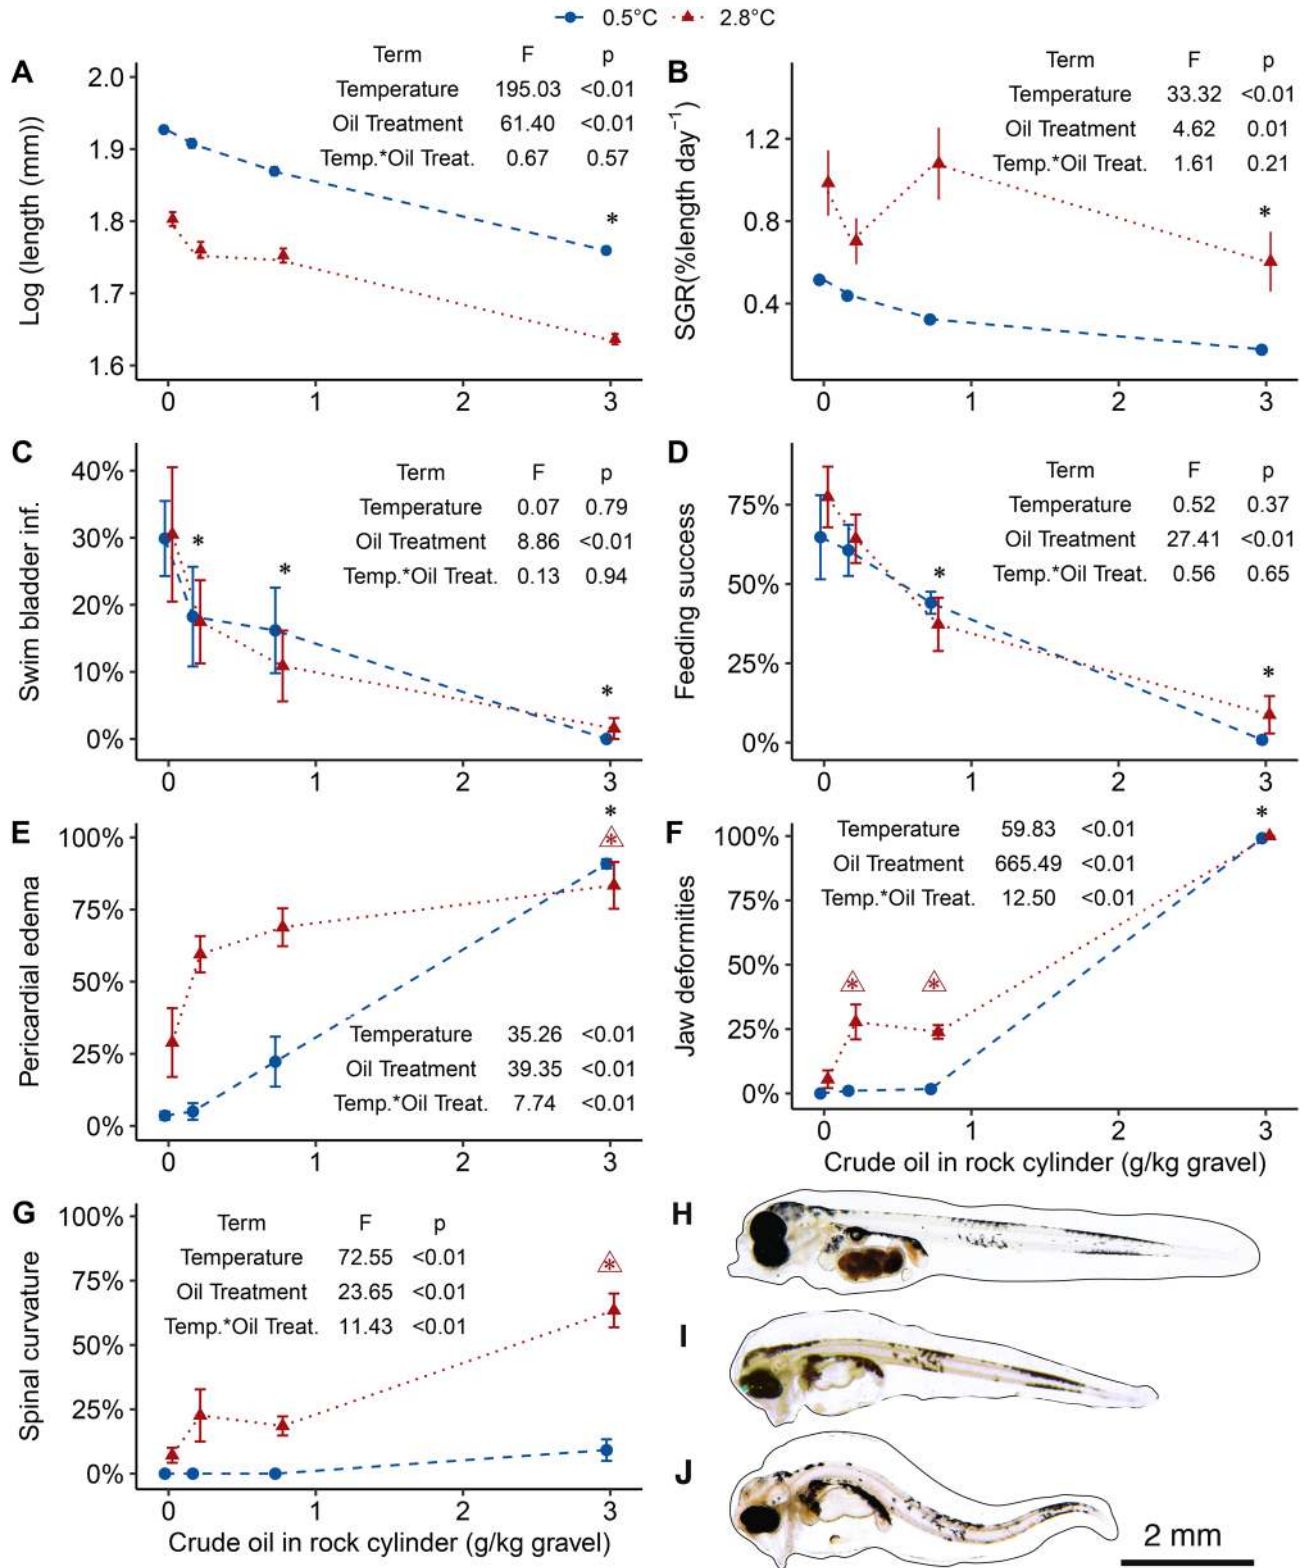 0.5°C 2.8°C
A
Term F p
Temperature 195.03 <0.01
Oil Treatment 61.40 <0.01
Temp.*Oil Treat. 0.67 0.57
Log (length (mm))
2.0
1.9
1.8
1.7
1.6
*
0 1 2 3
B
Term F p
Temperature 33.32 <0.01
Oil Treatment 4.62 0.01
Temp.*Oil Treat. 1.61 0.21
SGR(%length day⁻¹)
1.2
0.8
0.4
*
0 1 2 3
C
Term F p
Temperature 0.07 0.79
Oil Treatment 8.86 <0.01
Temp.*Oil Treat. 0.13 0.94
Swim bladder inf.
40%
30%
20%
10%
0%
* * *
0 1 2 3
D
Term F p
Temperature 0.52 0.37
Oil Treatment 27.41 <0.01
Temp.*Oil Treat. 0.56 0.65
Feeding success
75%
50%
25%
0%
* *
0 1 2 3
E
*
*
Pericardial edema
100%
75%
50%
25%
0%
Temperature 35.26 <0.01
Oil Treatment 39.35 <0.01
Temp.*Oil Treat. 7.74 <0.01
0 1 2 3
F
*
Temperature 59.83 <0.01
Oil Treatment 665.49 <0.01
Temp.*Oil Treat. 12.50 <0.01
Jaw deformities
100%
75%
50%
25%
0%
* *
0 1 2 3
Crude oil in rock cylinder (g/kg gravel)
G
Term F p
Temperature 72.55 <0.01
Oil Treatment 23.65 <0.01
Temp.*Oil Treat. 11.43 <0.01
Spinal curvature
100%
75%
50%
25%
0%
*
0 1 2 3
Crude oil in rock cylinder (g/kg gravel)
H
I
J
2 mm